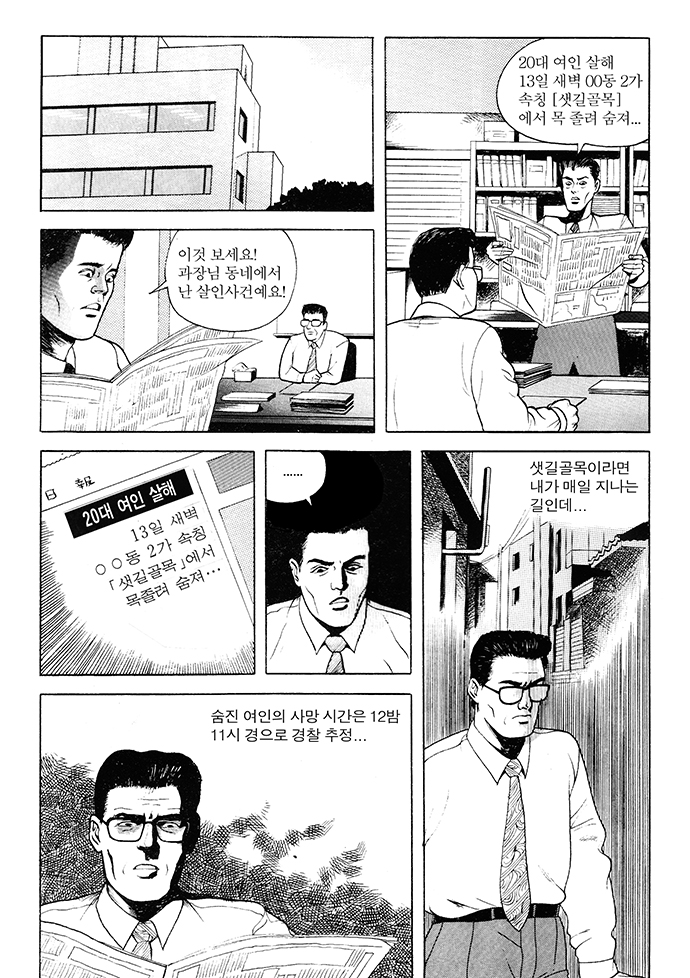 20대 여인 살해
13일 새벽 00동 2가
속칭 [샛길골목]
에서 목 졸려 숨져...
이것 보세요!
과장님 동네에서
난 살인사건예요!
日 報
20대 여인 살해
13일 새벽
○○동 2가 속칭
「샛길골목」에서
목졸려 숨져…
......
샛길골목이라면
내가 매일 지나는
길인데...
숨진 여인의 사망 시간은 12밤
11시 경으로 경찰 추정...